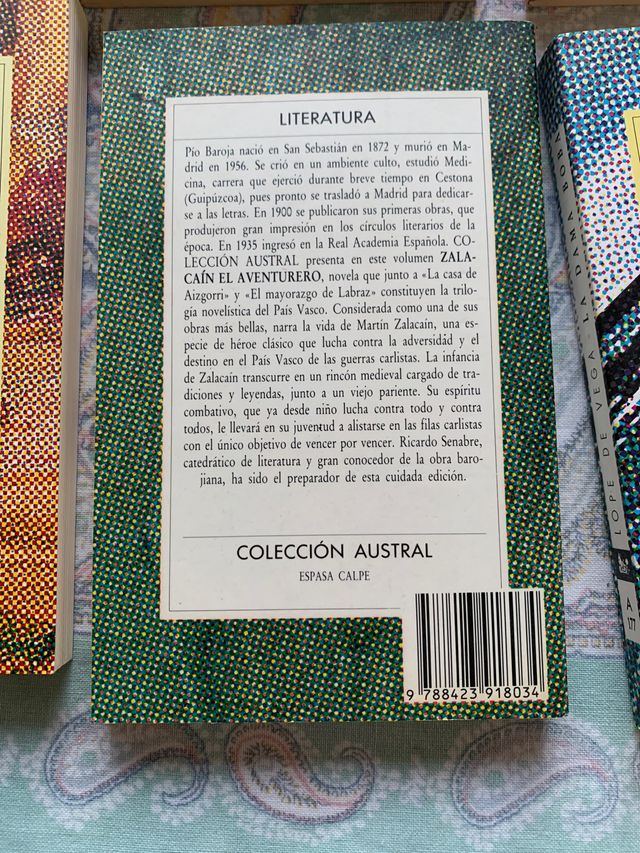 LITERATURA
Pío Baroja nació en San Sebastián en 1872 y murió en Ma-
drid en 1956. Se crió en un ambiente culto, estudió Medi-
cina, carrera que ejerció durante breve tiempo en Cestona
(Guipúzcoa), pues pronto se trasladó a Madrid para dedicar-
se a las letras. En 1900 se publicaron sus primeras obras, que
produjeron gran impresión en los círculos literarios de la
época. En 1935 ingresó en la Real Academia Española. CO-
LECCIÓN AUSTRAL presenta en este volumen ZALA-
CAÍN EL AVENTURERO, novela que junto a «La casa de
Aizgorri» y «El mayorazgo de Labraz» constituyen la trilo-
gía novelística del País Vasco. Considerada como una de sus
obras más bellas, narra la vida de Martín Zalacaín, una es-
pecie de héroe clásico que lucha contra la adversidad y el
destino en el País Vasco de las guerras carlistas. La infancia
de Zalacaín transcurre en un rincón medieval cargado de tra-
diciones y leyendas, junto a un viejo pariente. Su espíritu
combativo, que ya desde niño lucha contra todo y contra
todos, le llevará en su juventud a alistarse en las filas carlistas
con el único objetivo de vencer por vencer. Ricardo Senabre,
catedrático de literatura y gran conocedor de la obra baro-
jiana, ha sido el preparador de esta cuidada edición.
COLECCIÓN AUSTRAL
ESPASA CALPE
9 788423 918034
LOPE DE VEGA LA DAMA BOBA
A
177